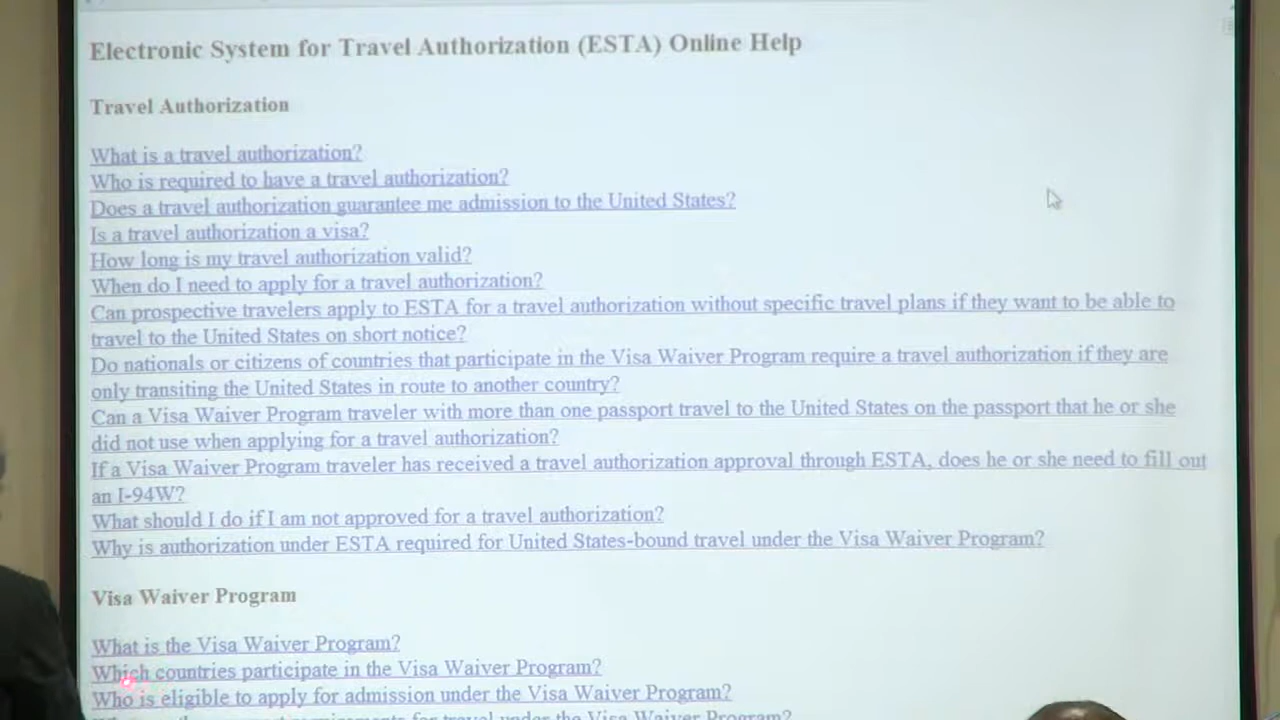 Electronic System for Travel Authorization (ESTA) Online Help
Travel Authorization
What is a travel authorization?
Who is required to have a travel authorization?
Does a travel authorization guarantee me admission to the United States?
Is a travel authorization a visa?
How long is my travel authorization valid?
When do I need to apply for a travel authorization?
Can prospective travelers apply to ESTA for a travel authorization without specific travel plans if they want to be able to
travel to the United States on short notice?
Do nationals or citizens of countries that participate in the Visa Waiver Program require a travel authorization if they are
only transiting the United States in route to another country?
Can a Visa Waiver Program traveler with more than one passport travel to the United States on the passport that he or she
did not use when applying for a travel authorization?
If a Visa Waiver Program traveler has received a travel authorization approval through ESTA, does he or she need to fill out
an I-94W?
What should I do if I am not approved for a travel authorization?
Why is authorization under ESTA required for United States-bound travel under the Visa Waiver Program?
Visa Waiver Program
What is the Visa Waiver Program?
Which countries participate in the Visa Waiver Program?
Who is eligible to apply for admission under the Visa Waiver Program?
for travel under the Visa Waiver Program?